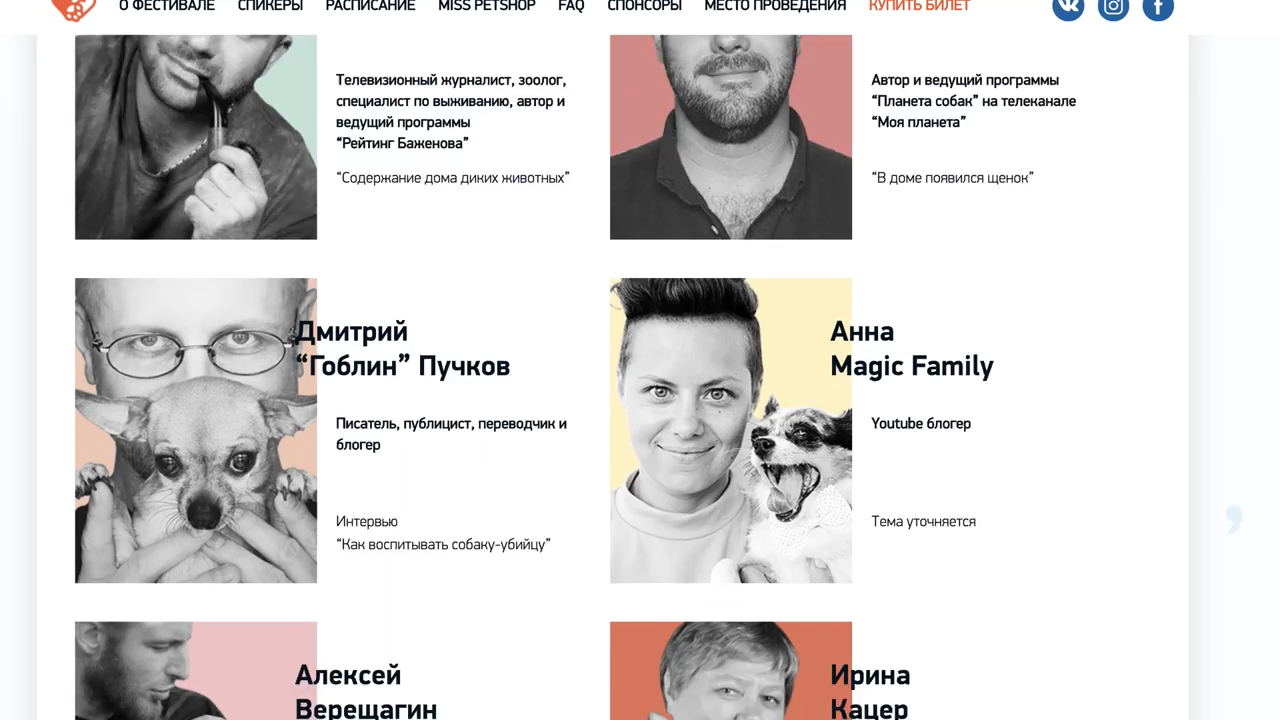 О ФЕСТИВАЛЕ СПИКЕРЫ РАСПИСАНИЕ MISS PETSHOP FAQ СПОНСОРЫ МЕСТО ПРОВЕДЕНИЯ КУПИТЬ БИЛЕТ
Телевизионный журналист, зоолог,
специалист по выживанию, автор и
ведущий программы
“Рейтинг Баженова”
“Содержание дома диких животных”
Автор и ведущий программы
“Планета собак” на телеканале
“Моя планета”
“В доме появился щенок”
Дмитрий
“Гоблин” Пучков
Писатель, публицист, переводчик и
блогер
Интервью
“Как воспитывать собаку-убийцу”
Анна
Magic Family
Youtube блогер
Тема уточняется
Алексей
Верещагин
Ирина
Кацер